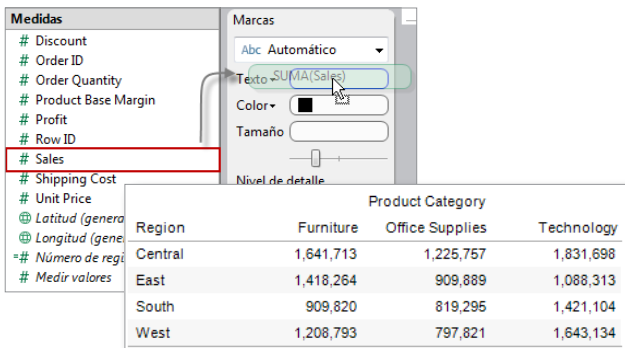 Medidas
# Discount
# Order ID
# Order Quantity
# Product Base Margin
# Profit
# Row ID
# Sales
# Shipping Cost
# Unit Price
Latitud (genera
Longitud (gene
=# Número de regi
# Medir valores
Marcas
Abc Automático
Texto SUMA(Sales)
Color
Tamaño
Nivel de detalle
Product Category
Region Furniture Office Supplies Technology
Central 1,641,713 1,225,757 1,831,698
East 1,418,264 909,889 1,088,313
South 909,820 819,295 1,421,104
West 1,208,793 797,821 1,643,134